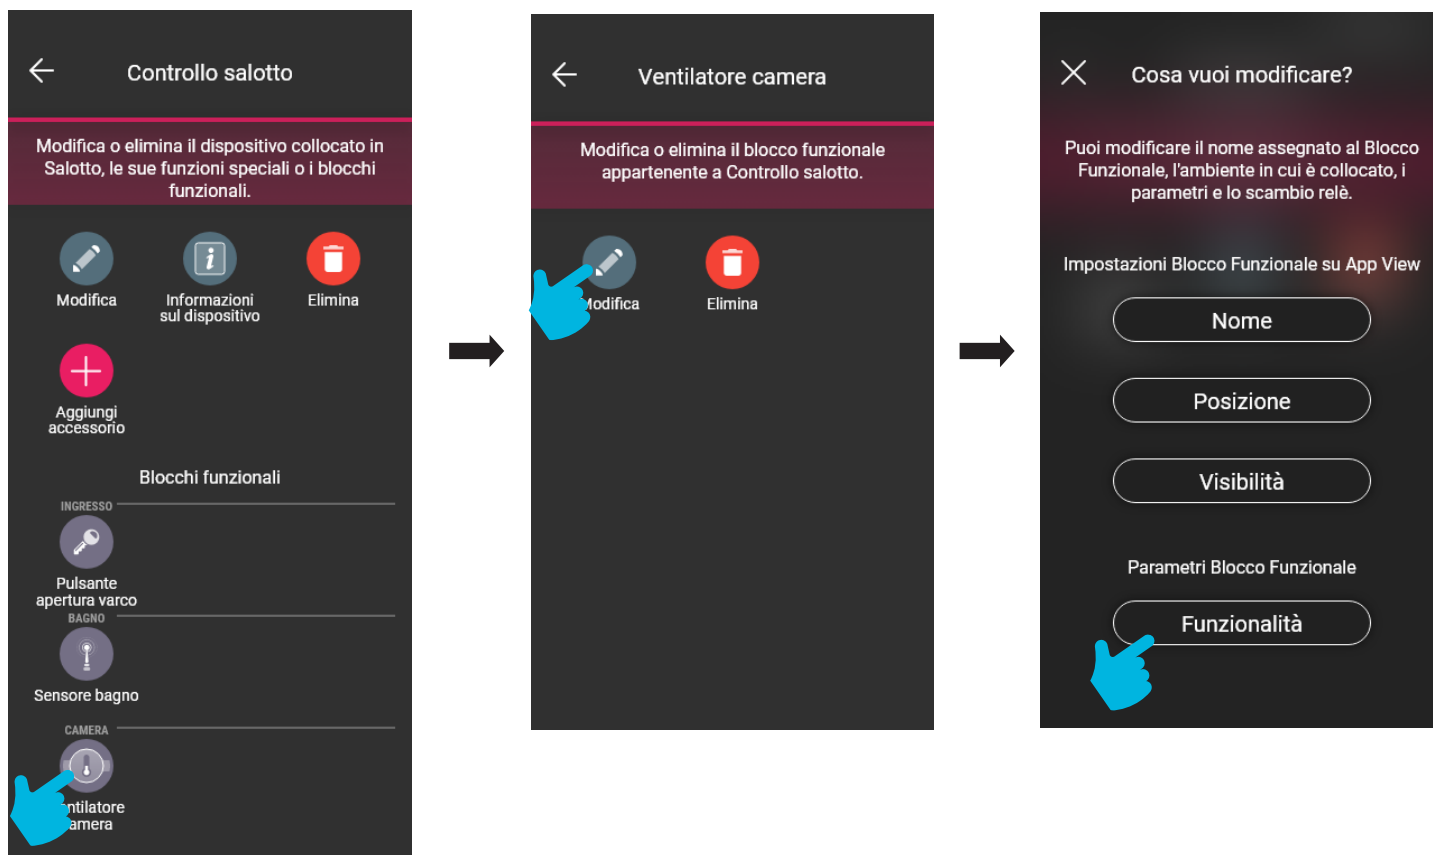 Controllo salotto
Modifica o elimina il dispositivo collocato in
Salotto, le sue funzioni speciali o i blocchi
funzionali.
Modifica
Informazioni
sul dispositivo
Elimina
Aggiungi
accessorio
Blocchi funzionali
INGRESSO
Pulsante
apertura varco
BAGNO
Sensore bagno
CAMERA
ntilatore
amera
Ventilatore camera
Modifica o elimina il blocco funzionale
appartenente a Controllo salotto.
Modifica
Elimina
Cosa vuoi modificare?
Puoi modificare il nome assegnato al Blocco
Funzionale, l'ambiente in cui è collocato, i
parametri e lo scambio relè.
Impostazioni Blocco Funzionale su App View
Nome
Posizione
Visibilità
Parametri Blocco Funzionale
Funzionalità